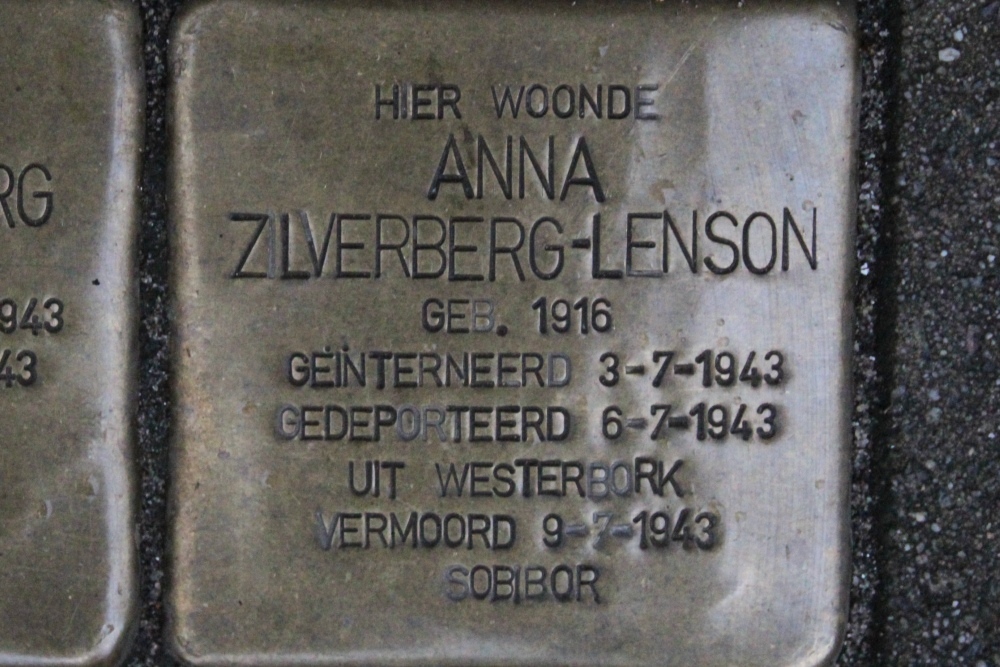 HIER WOONDE
ANNA
ZILVERBERG-LENSON
GEB. 1916
GEÏNTERNEERD 3-7-1943
GEDEPORTEERD 6-7-1943
UIT WESTERBORK
VERMOORD 9-7-1943
SOBIBOR